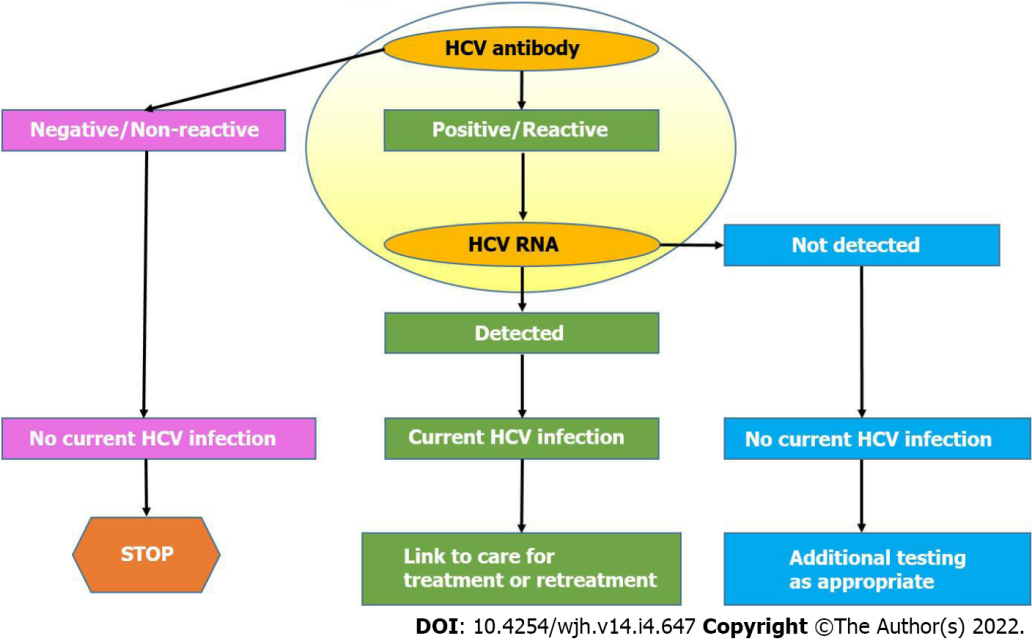 HCV antibody
Negative/Non-reactive
Positive/Reactive
HCV RNA
Not detected
Detected
No current HCV infection
Current HCV infection
No current HCV infection
STOP
Link to care for
treatment or retreatment
Additional testing
as appropriate
DOI: 10.4254/wjh.v14.i4.647 Copyright ©The Author(s) 2022.